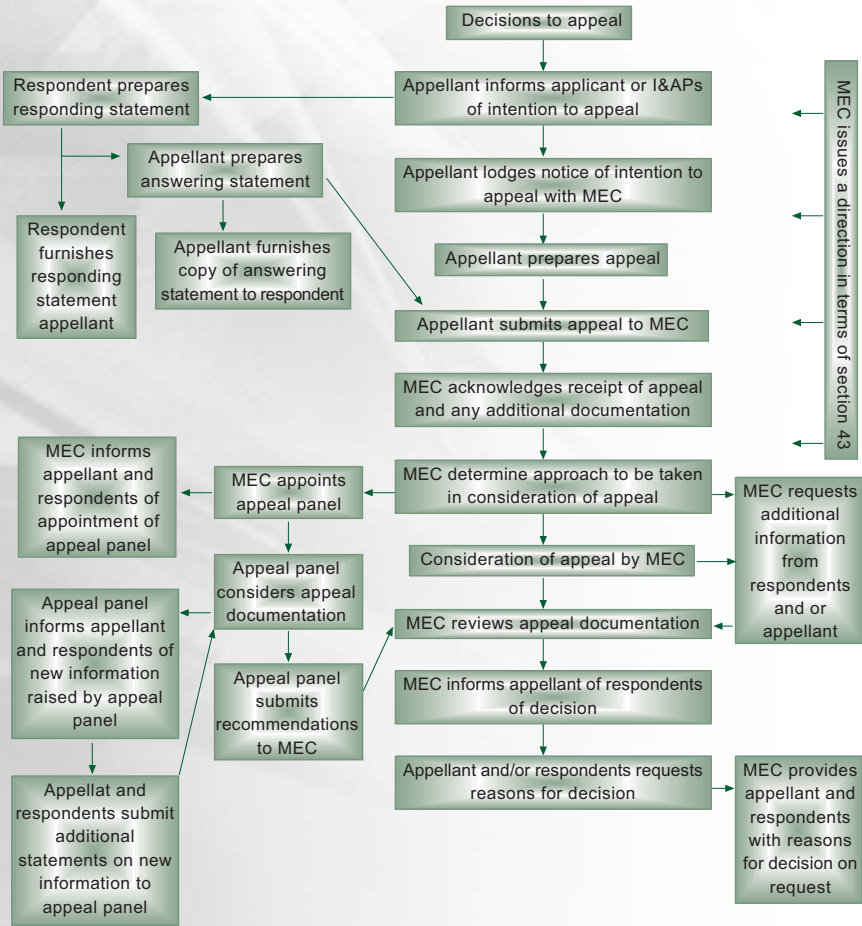 Decisions to appeal
Appellant informs applicant or I&APs
of intention to appeal
Respondent prepares
responding statement
Appellant prepares
answering statement
Respondent
furnishes
responding
statement
appellant
Appellant furnishes
copy of answering
statement to respondent
Appellant lodges notice of intention to
appeal with MEC
Appellant prepares appeal
Appellant submits appeal to MEC
MEC acknowledges receipt of appeal
and any additional documentation
MEC issues a direction in terms of section 43
MEC determine approach to be taken
in consideration of appeal
MEC appoints
appeal panel
MEC informs
appellant and
respondents of
appointment of
appeal panel
MEC requests
additional
information
from
respondents
and or
appellant
Consideration of appeal by MEC
Appeal panel
considers appeal
documentation
Appeal panel
informs appellant
and respondents of
new information
raised by appeal
panel
MEC reviews appeal documentation
Appeal panel
submits
recommendations
to MEC
MEC informs appellant of respondents
of decision
Appellant and/or respondents requests
reasons for decision
MEC provides
appellant and
respondents
with reasons
for decision on
request
Appellat and
respondents submit
additional
statements on new
information to
appeal panel